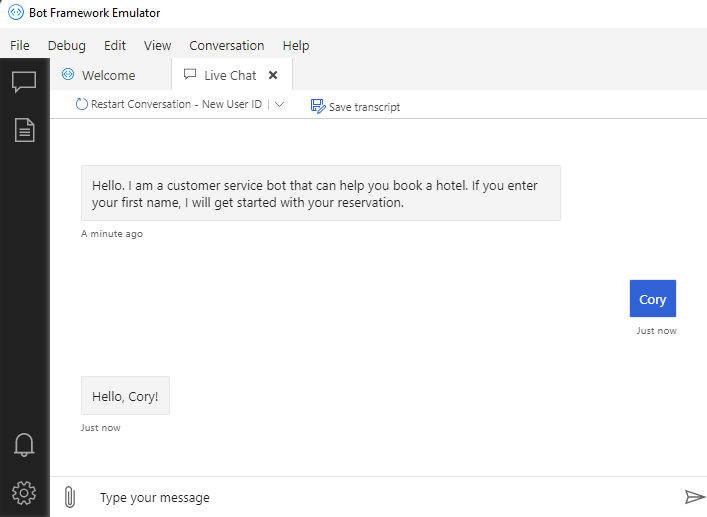 Bot Framework Emulator
File Debug Edit View Conversation Help
Welcome Live Chat
Restart Conversation - New User ID Save transcript
Hello. I am a customer service bot that can help you book a hotel. If you enter
your first name, I will get started with your reservation.
A minute ago
Cory
Just now
Hello, Cory!
Just now
Type your message